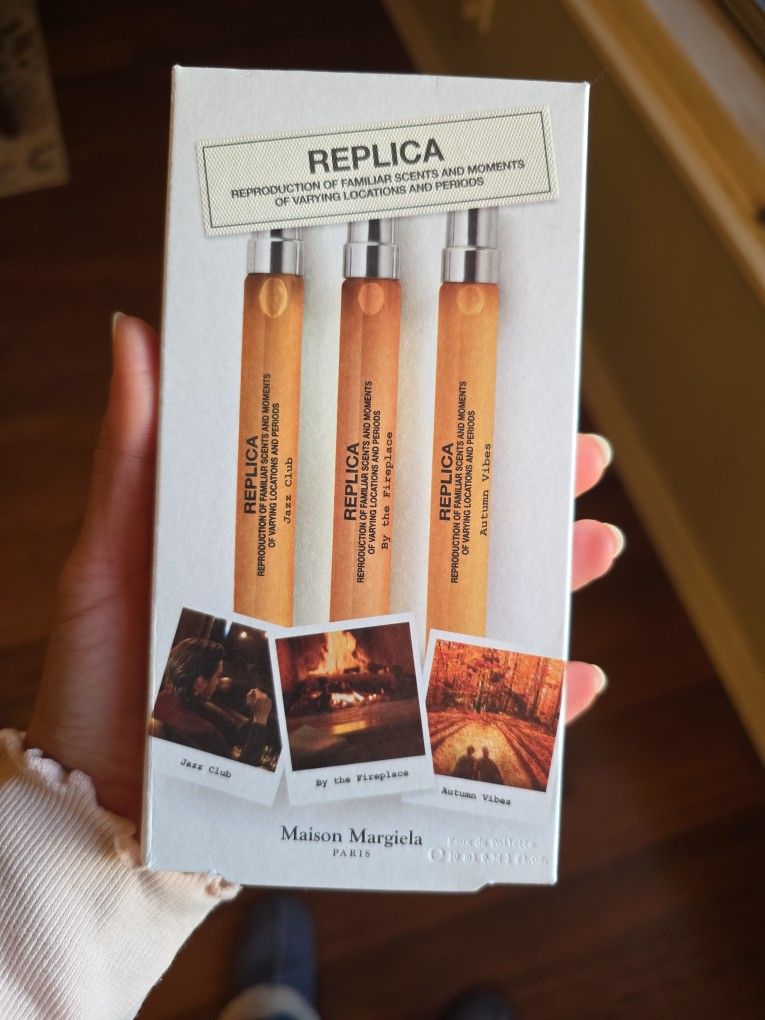 REPLICA
REPRODUCTION OF FAMILIAR SCENTS AND MOMENTS
OF VARYING LOCATIONS AND PERIODS
REPLICA
REPRODUCTION OF FAMILIAR SCENTS AND MOMENTS
OF VARYING LOCATIONS AND PERIODS
Jazz Club
REPLICA
REPRODUCTION OF FAMILIAR SCENTS AND MOMENTS
OF VARYING LOCATIONS AND PERIODS
By the Fireplace
REPLICA
REPRODUCTION OF FAMILIAR SCENTS AND MOMENTS
OF VARYING LOCATIONS AND PERIODS
Autumn Vibes
Jazz Club
By the Fireplace
Autumn Vibes
Maison Margiela
PARIS